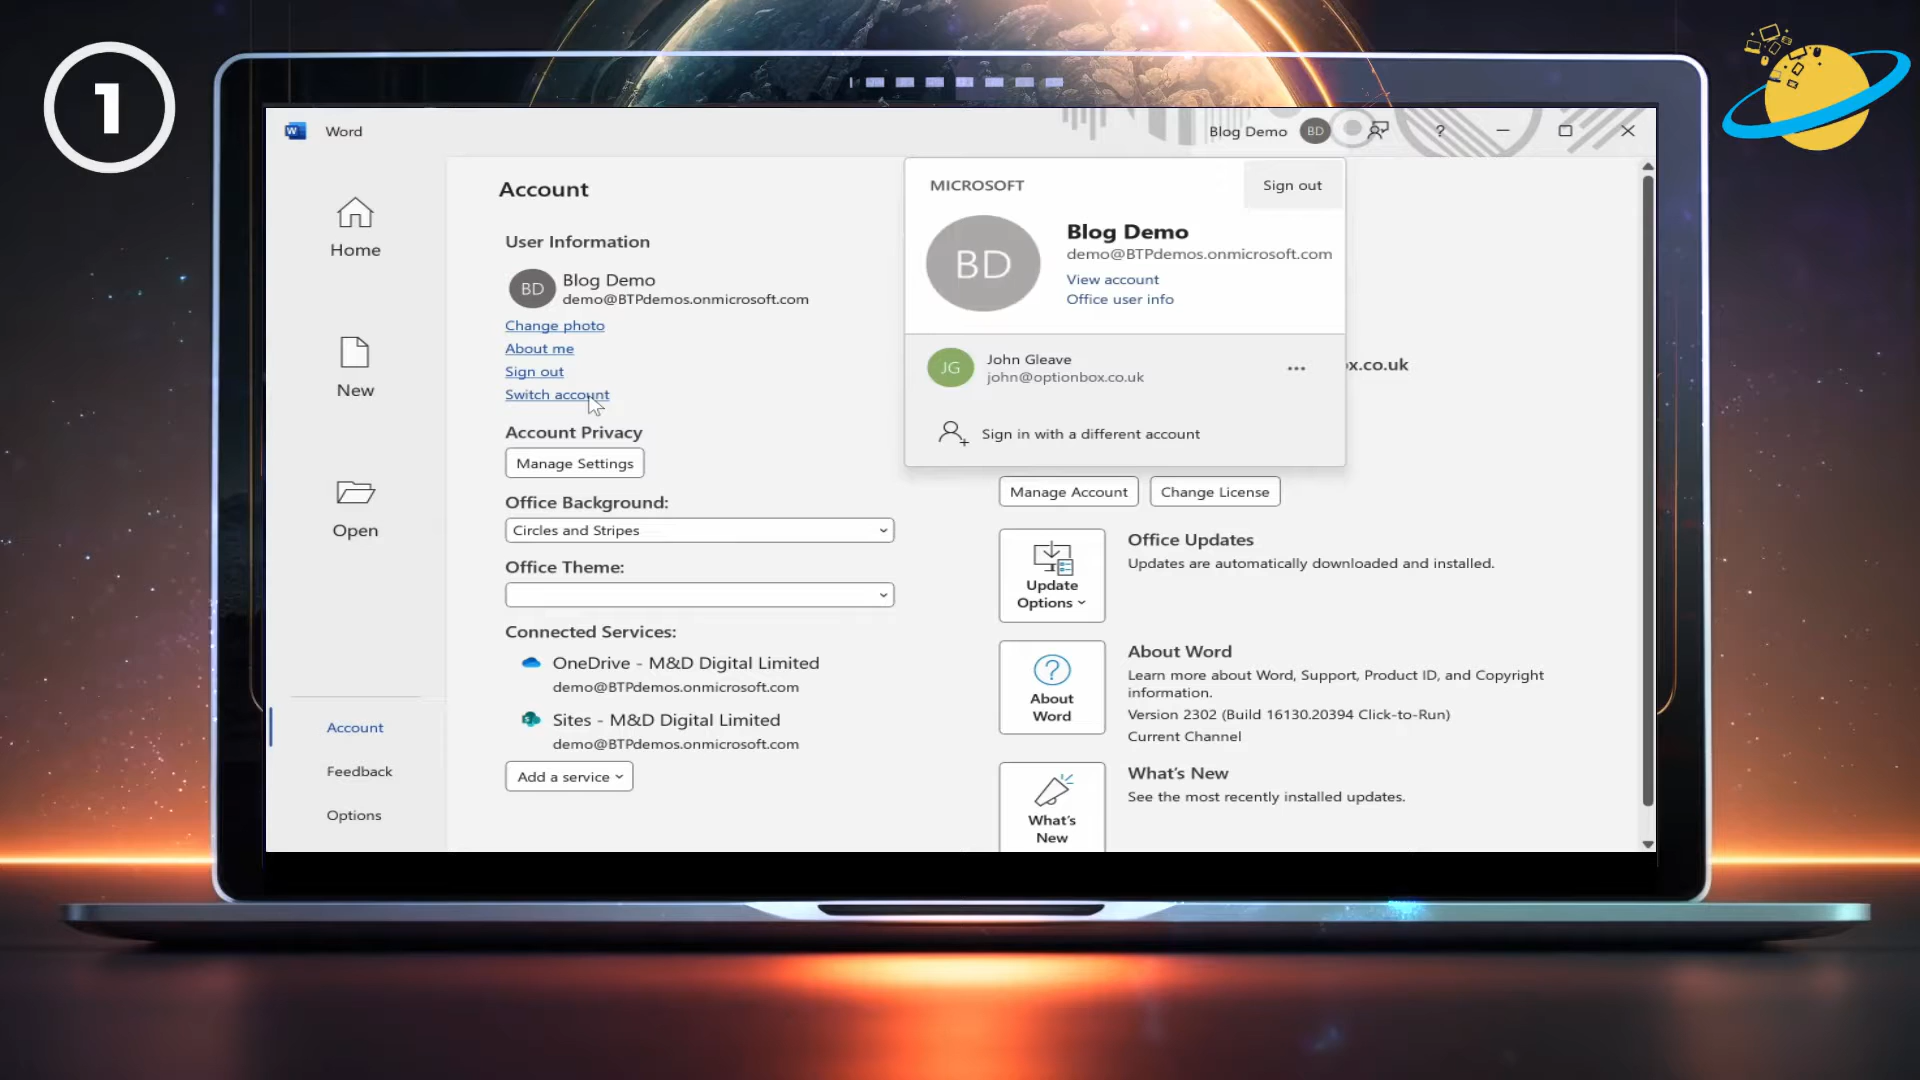 1
Word
Blog Demo BD
?
Home
New
Open
Account
Feedback
Options
Account
User Information
BD
Blog Demo
demo@BTPdemos.onmicrosoft.com
Change photo
About me
Sign out
Switch account
Account Privacy
Manage Settings
Office Background:
Circles and Stripes
Office Theme:
Connected Services:
OneDrive - M&D Digital Limited
demo@BTPdemos.onmicrosoft.com
Sites - M&D Digital Limited
demo@BTPdemos.onmicrosoft.com
Add a service
MICROSOFT
Sign out
BD
Blog Demo
demo@BTPdemos.onmicrosoft.com
View account
Office user info
JG
John Gleave
john@optionbox.co.uk
Sign in with a different account
x.co.uk
Manage Account
Change License
Update
Options
Office Updates
Updates are automatically downloaded and installed.
?
About
Word
About Word
Learn more about Word, Support, Product ID, and Copyright
information.
Version 2302 (Build 16130.20394 Click-to-Run)
Current Channel
What's
New
What's New
See the most recently installed updates.